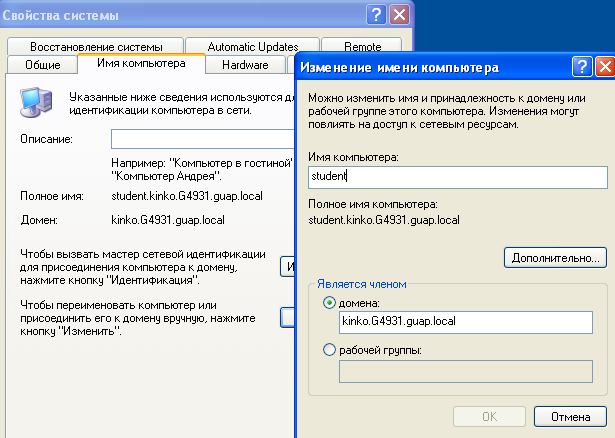 Свойства системы
Восстановление системы
Automatic Updates
Remote
Общие
Имя компьютера
Hardware
Указанные ниже сведения используются дл
идентификации компьютера в сети.
Описание:
Например: "Компьютер в гостиной"
"Компьютер Андрея".
Полное имя:
student.kinko.G4931.guap.local
Домен:
kinko.G4931.guap.local
Чтобы вызвать мастер сетевой идентификации
для присоединения компьютера к домену,
нажмите кнопку "Идентификация".
И
Чтобы переименовать компьютер или
присоединить его к домену вручную, нажмите
кнопку "Изменить".
Изменение имени компьютера
Можно изменить имя и принадлежность к домену или
рабочей группе этого компьютера. Изменения могут
повлиять на доступ к сетевым ресурсам.
Имя компьютера:
student
Полное имя компьютера:
student.kinko.G4931.guap.local
Дополнительно...
Является членом
домена:
kinko.G4931.guap.local
рабочей группы:
OK
Отмена